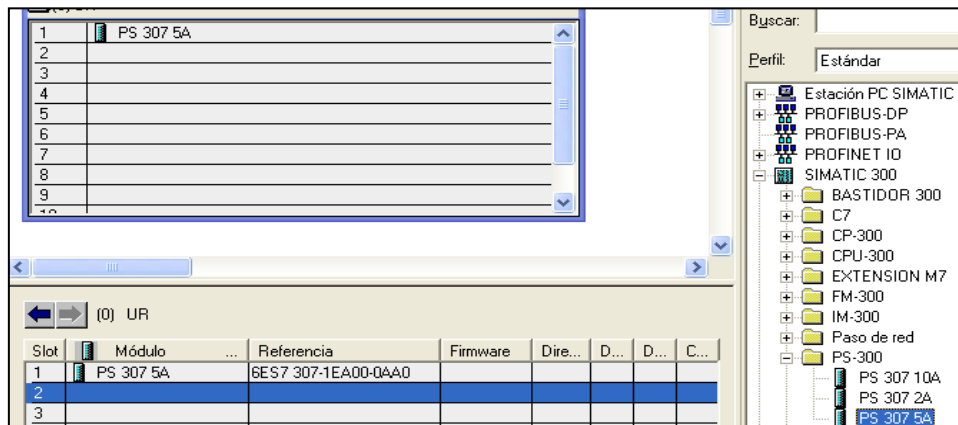 1 PS 307 5A
2
3
4
5
6
7
8
9
Buscar:
Perfil: Estándar
Estación PC SIMATIC
PROFIBUS-DP
PROFIBUS-PA
PROFINET IO
SIMATIC 300
BASTIDOR 300
C7
CP-300
CPU-300
EXTENSION M7
FM-300
IM-300
Paso de red
PS-300
PS 307 10A
PS 307 2A
PS 307 5A
(0) UR
Slot Módulo ... Referencia Firmware Dire... D... D... C...
1 PS 307 5A 6ES7 307-1EA00-0AA0
2
3